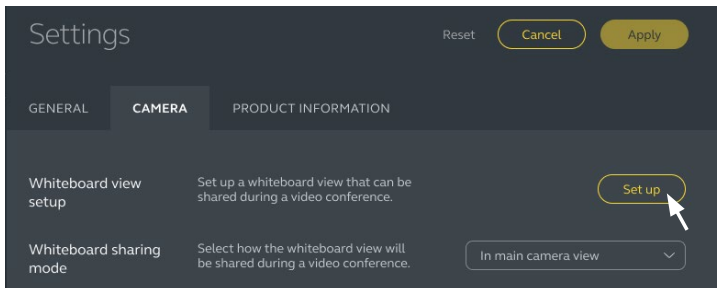 Settings
Reset
Cancel
Apply
GENERAL
CAMERA
PRODUCT INFORMATION
Whiteboard view
setup
Set up a whiteboard view that can be
shared during a video conference.
Set up
Whiteboard sharing
mode
Select how the whiteboard view will
be shared during a video conference.
In main camera view